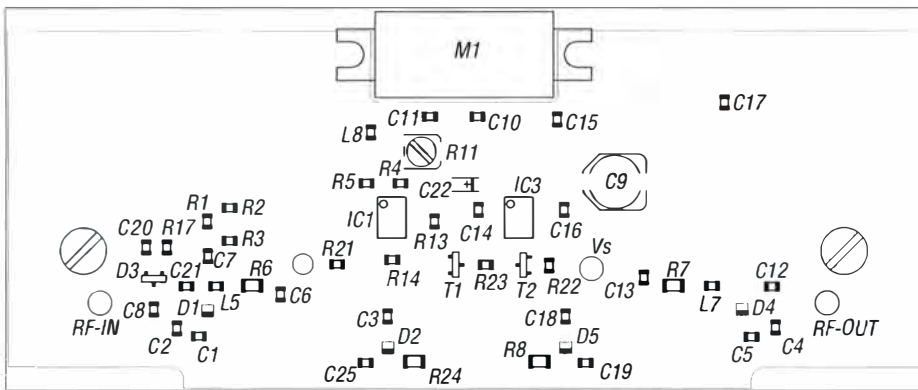 M1
C17
C11 C10 C15
L8
R11
R5 R4 C22 IC3 C9
R1 R2
IC1
C20 R17 R13 C14 C16
R3
C7 R21 R14 T1 R23 T2 R22 Vs
D3 C21 R6 C13 R7 C12
L5 C6 L7
C8 D1 D4
RF-IN C3 C18 RF-OUT
C2 C1 D2 D5 C5 C4
C25 R24 R8 C19